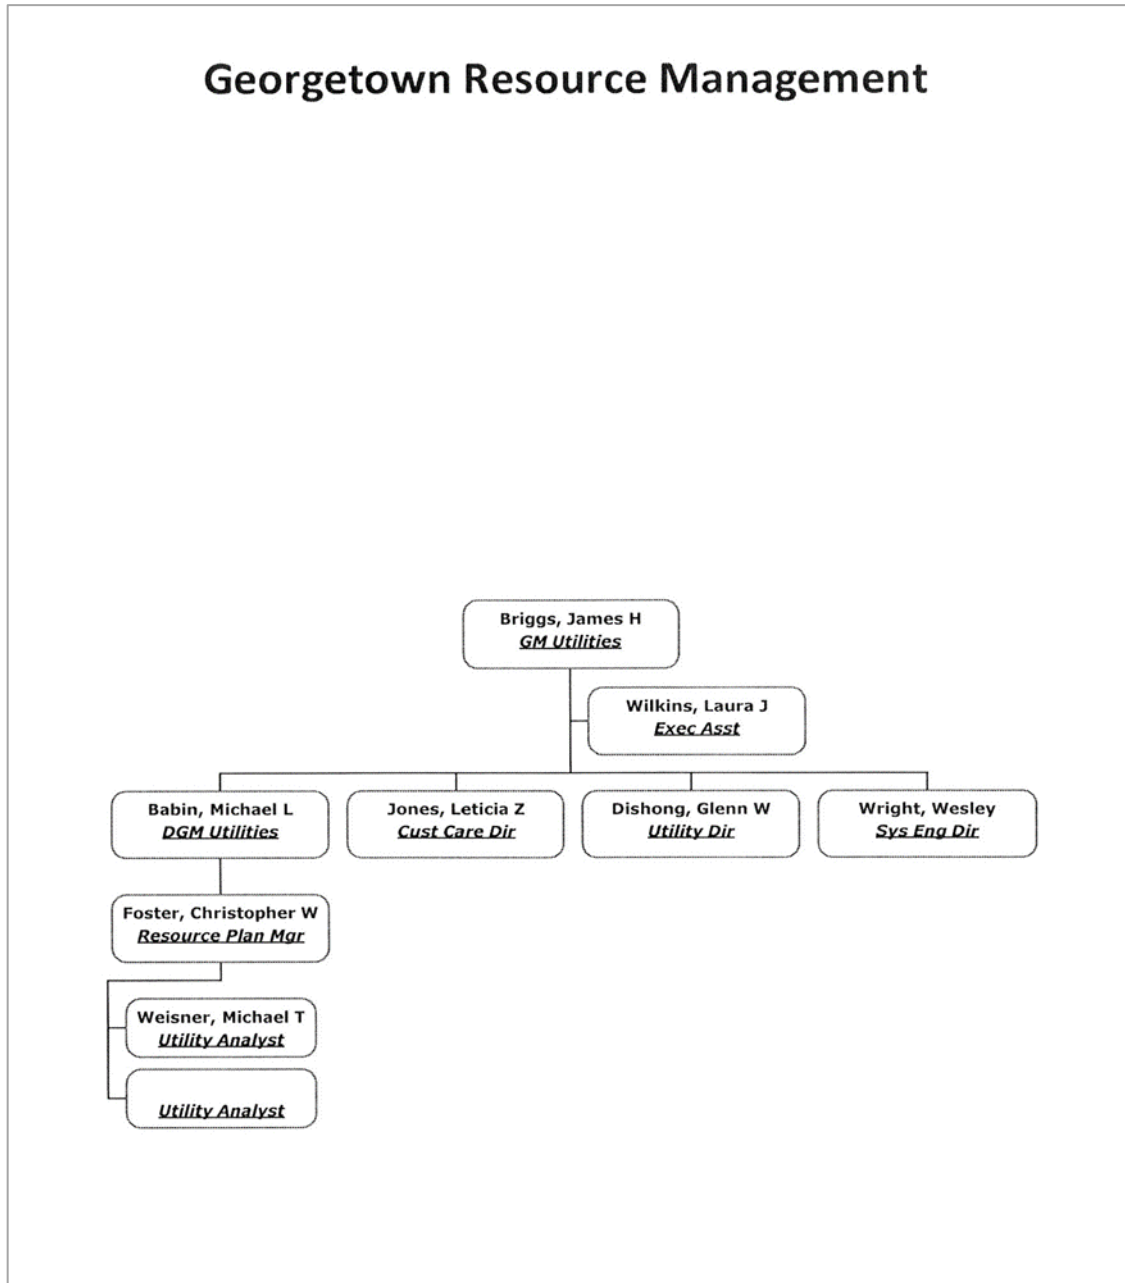 Georgetown Resource Management
Briggs, James H
GM Utilities
Wilkins, Laura J
Exec Asst
Babin, Michael L
DGM Utilities
Jones, Leticia Z
Cust Care Dir
Dishong, Glenn W
Utility Dir
Wright, Wesley
Sys Eng Dir
Foster, Christopher W
Resource Plan Mgr
Weisner, Michael T
Utility Analyst
Utility Analyst